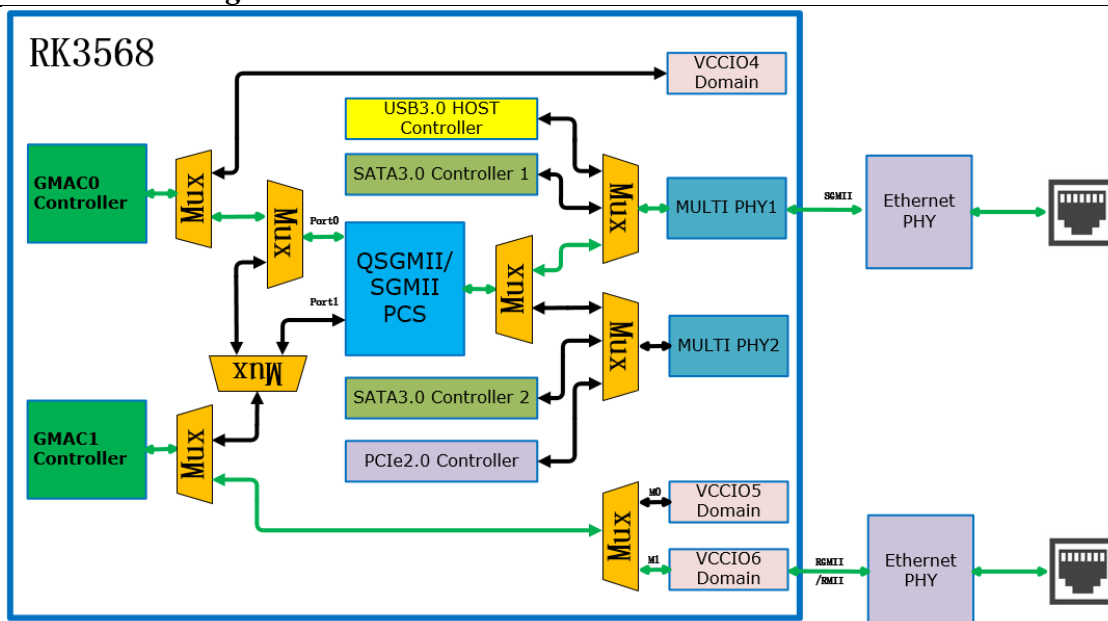 RK3568
VCCIO4
Domain
USB3.0 HOST
Controller
SATA3.0 Controller 1
GMAC0
Controller
Mux
Mux
Mux
MULTI PHY1
SGMII
Ethernet
PHY
Port0
QSGMII/
SGMII
PCS
Mux
Port1
Mux
MULTI PHY2
Mux
SATA3.0 Controller 2
GMAC1
Controller
Mux
PCIe2.0 Controller
Mux
M0
VCCIO5
Domain
M1
VCCIO6
Domain
RGMII
/RMII
Ethernet
PHY